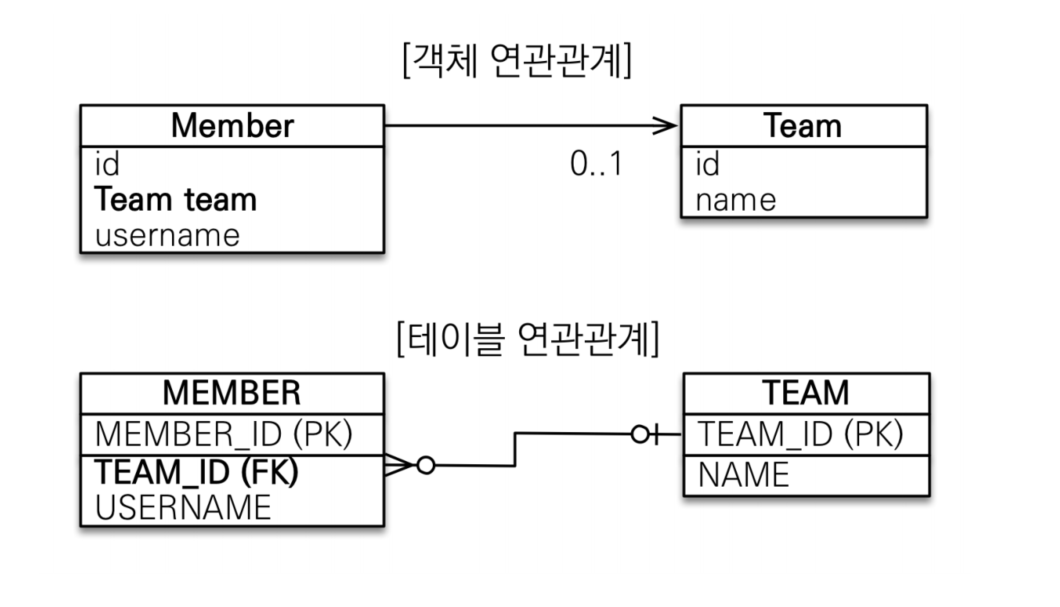 [객체 연관관계]
Member
id
Team team
username
0..1
Team
id
name
[테이블 연관관계]
MEMBER
MEMBER_ID (PK)
TEAM_ID (FK)
USERNAME
TEAM
TEAM_ID (PK)
NAME